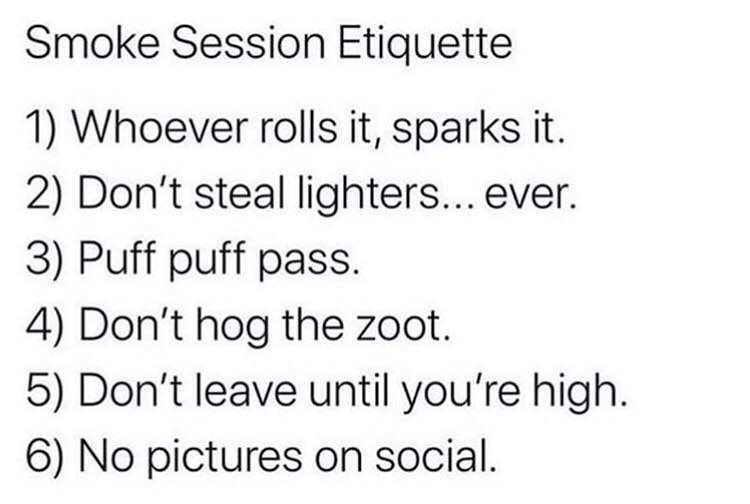 Smoke Session Etiquette
1) Whoever rolls it, sparks it.
2) Don’t steal lighters... ever.
3) Puff puff pass.
4) Don’t hog the zoot.
5) Don’t leave until you’re high.
6) No pictures on social.